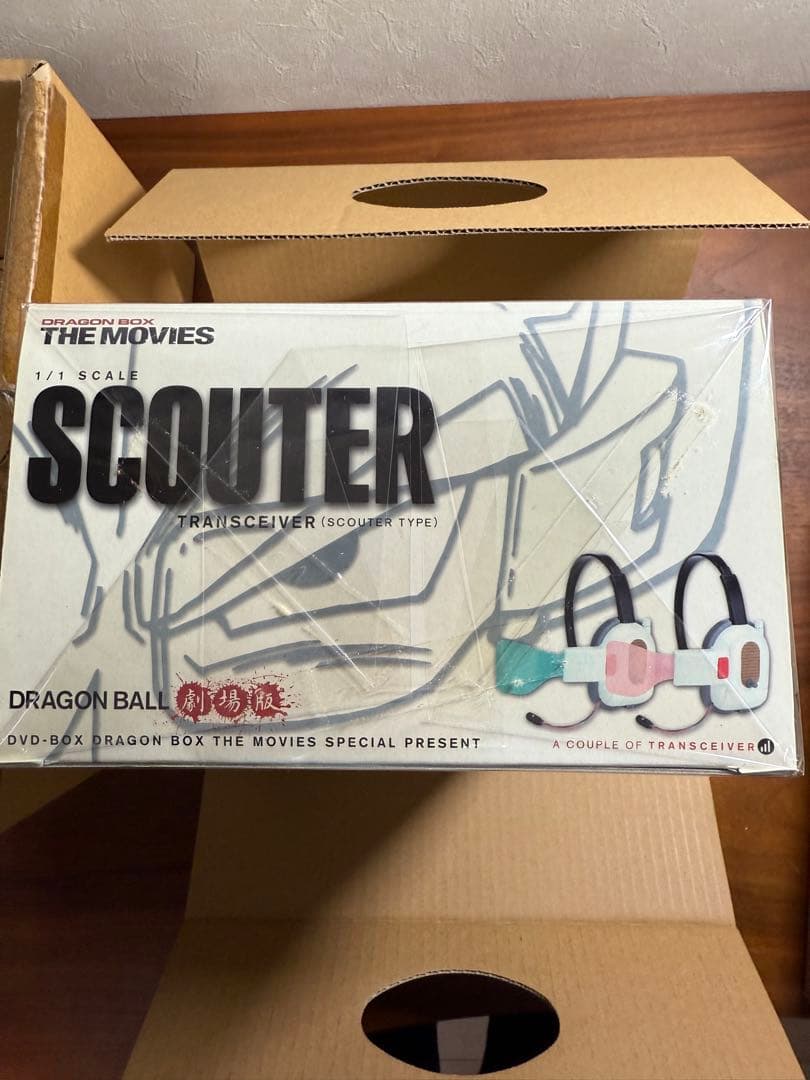 DRAGON BOX
THE MOVIES
1/1 SCALE
SCOUTER
TRANSCEIVER (SCOUTER TYPE)
DRAGON BALL 劇場版
DVD-BOX DRAGON BOX THE MOVIES SPECIAL PRESENT
A COUPLE OF TRANSCEIVER